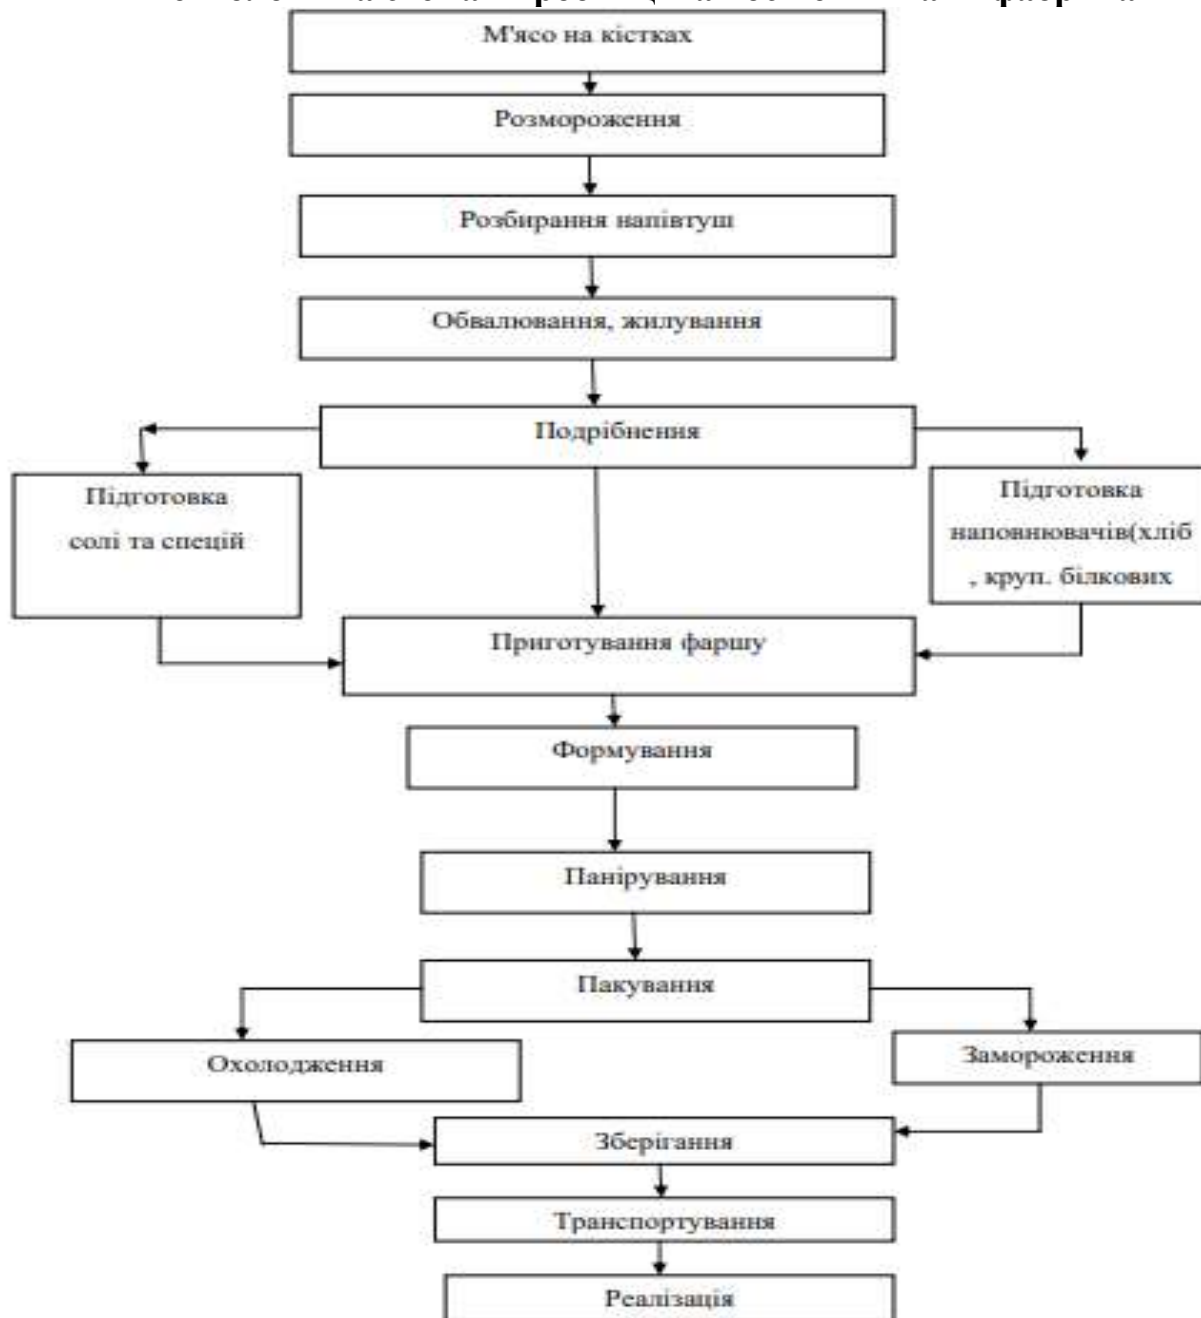 М'ясо на кістках
Розмороження
Розбирання напівтуш
Обвалювання, жилування
Подрібнення
Підготовка
солі та спецій
Підготовка
наповнювачів(хліб
, круп. білкових
Приготування фаршу
Формування
Панірування
Пакування
Охолодження
Замороження
Зберігання
Транспортування
Реалізація